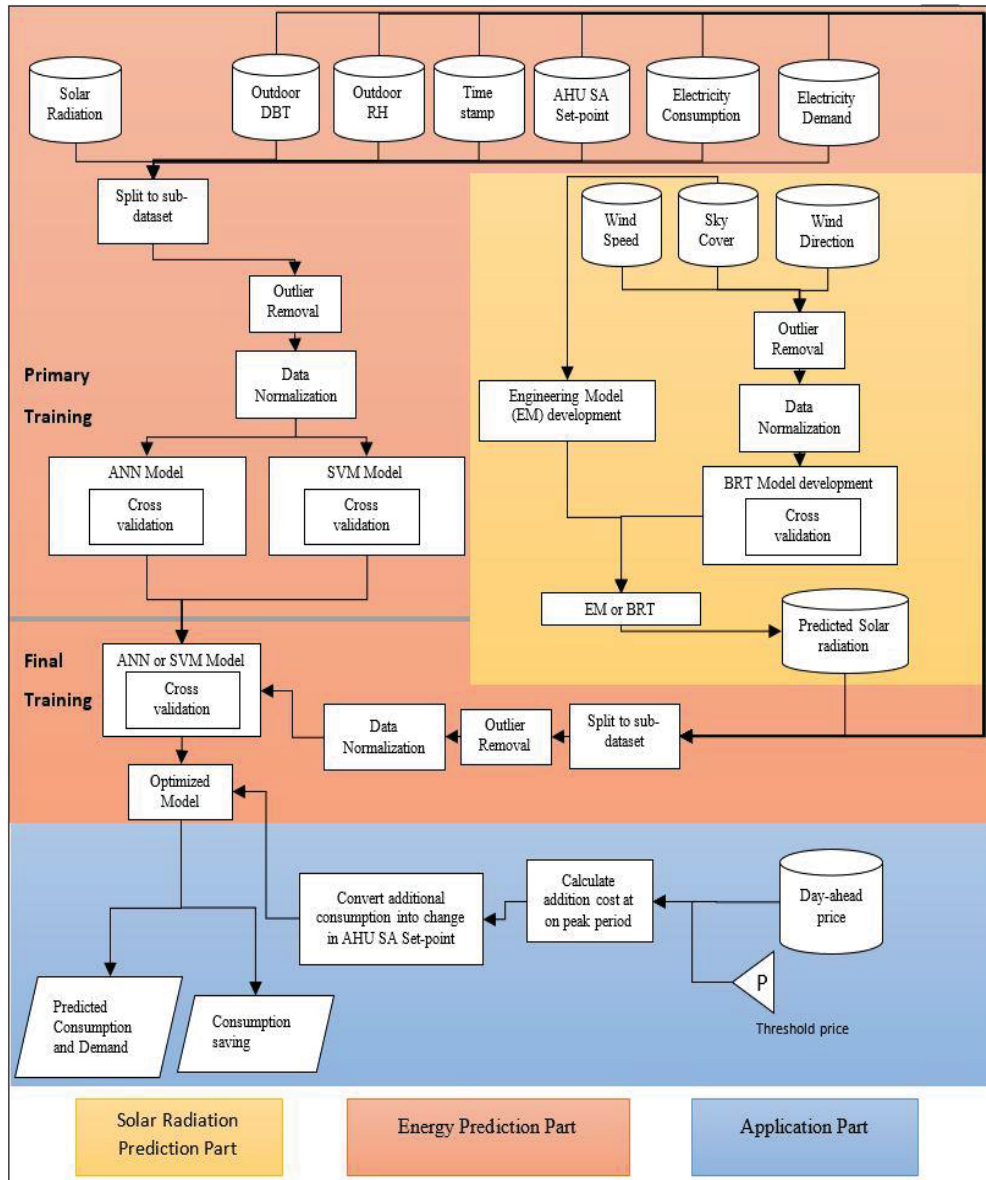 Solar
Radiation
Outdoor
DBT
Outdoor
RH
Time
stamp
AHU SA
Set-point
Electricity
Consumption
Electricity
Demand
Split to sub-
dataset
Wind
Speed
Sky
Cover
Wind
Direction
Outlier
Removal
Outlier
Removal
Primary
Training
Data
Normalization
Engineering Model
(EM) development
Data
Normalization
ANN Model
Cross
validation
SVM Model
Cross
validation
BRT Model development
Cross
validation
EM or BRT
Predicted Solar
radiation
Final
Training
ANN or SVM Model
Cross
validation
Data
Normalization
Outlier
Removal
Split to sub-
dataset
Optimized
Model
Convert additional
consumption into change
in AHU SA Set-point
Calculate
addition cost at
on peak period
Day-ahead
price
P
Threshold price
Predicted
Consumption
and Demand
Consumption
saving
Solar Radiation
Prediction Part
Energy Prediction Part
Application Part